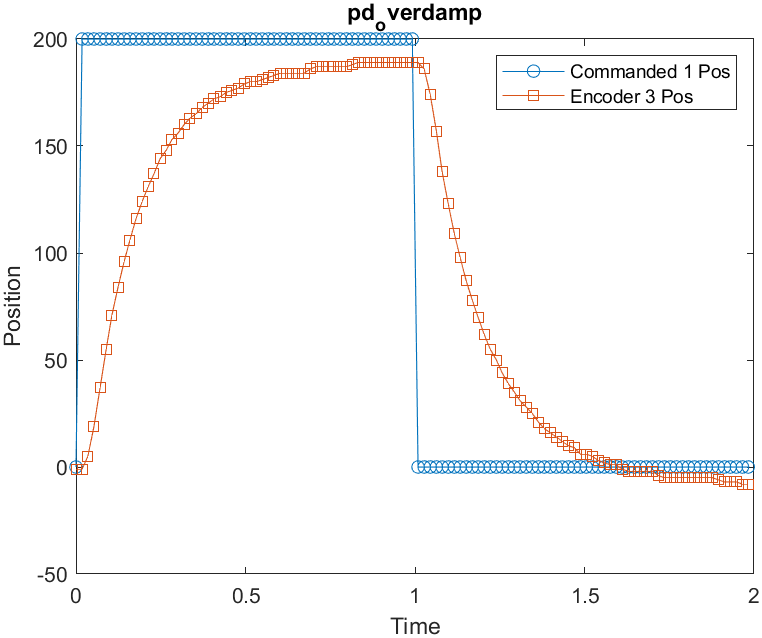 pd_overdamp
200
150
100
50
0
-50
Position
Commanded 1 Pos
Encoder 3 Pos
0
0.5
1
1.5
2
Time